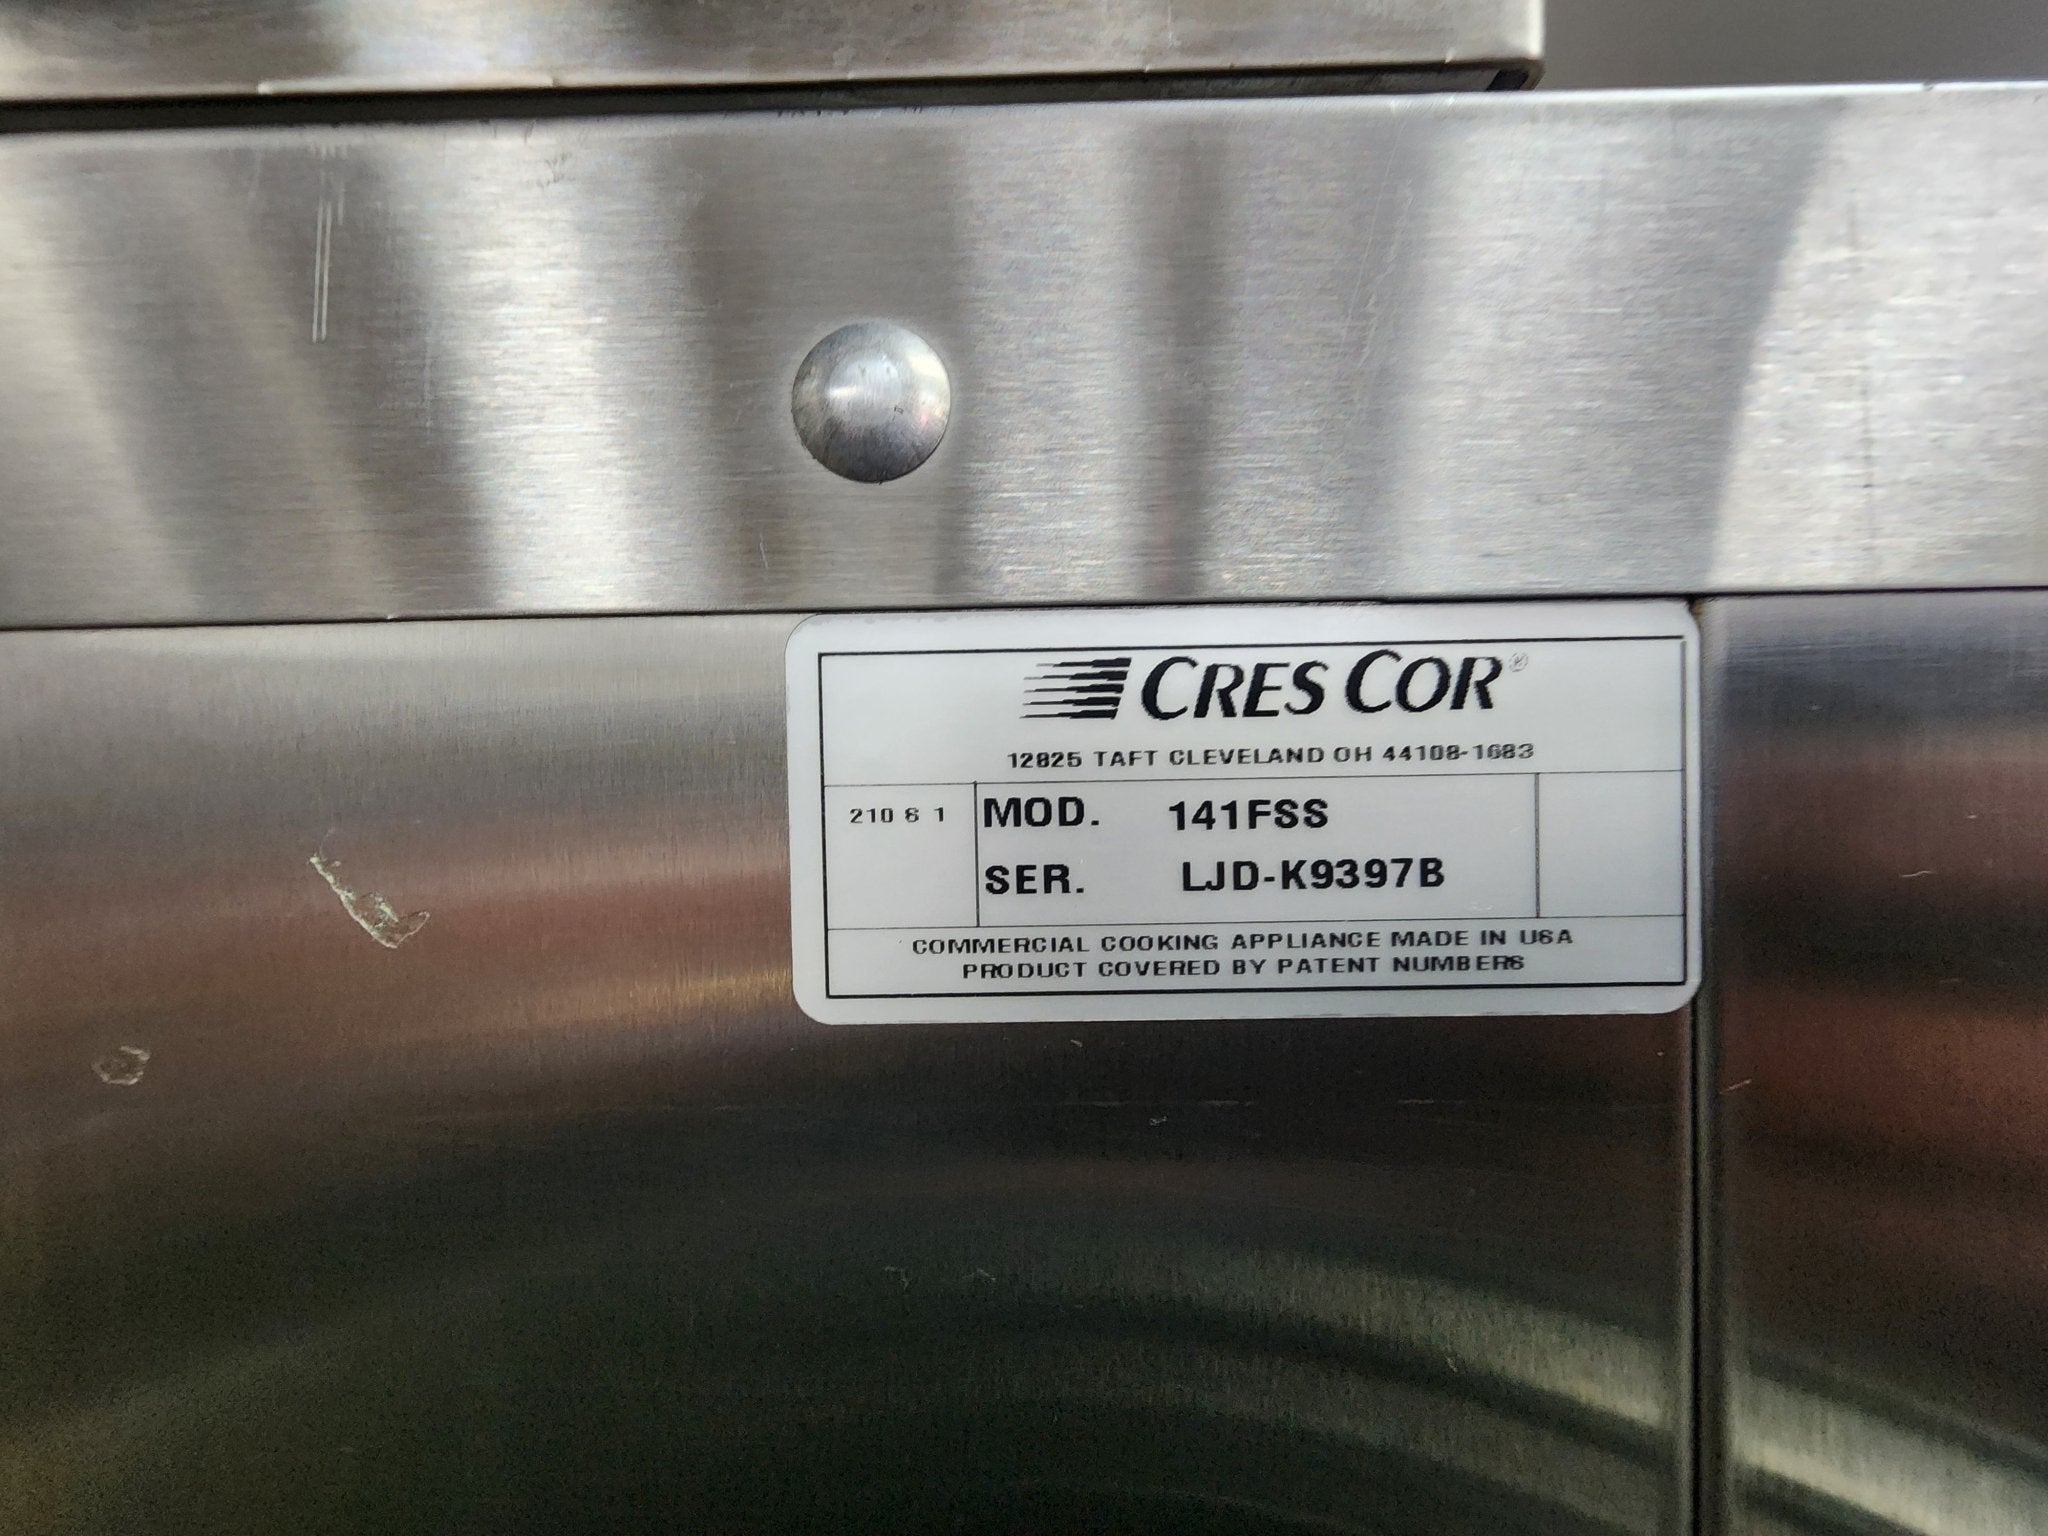 CRES COR®
12825 TAFT CLEVELAND OH 44108-1683
210 6 1
MOD. 141FSS
SER. LJD-K9397B
COMMERCIAL COOKING APPLIANCE MADE IN USA
PRODUCT COVERED BY PATENT NUMBERS